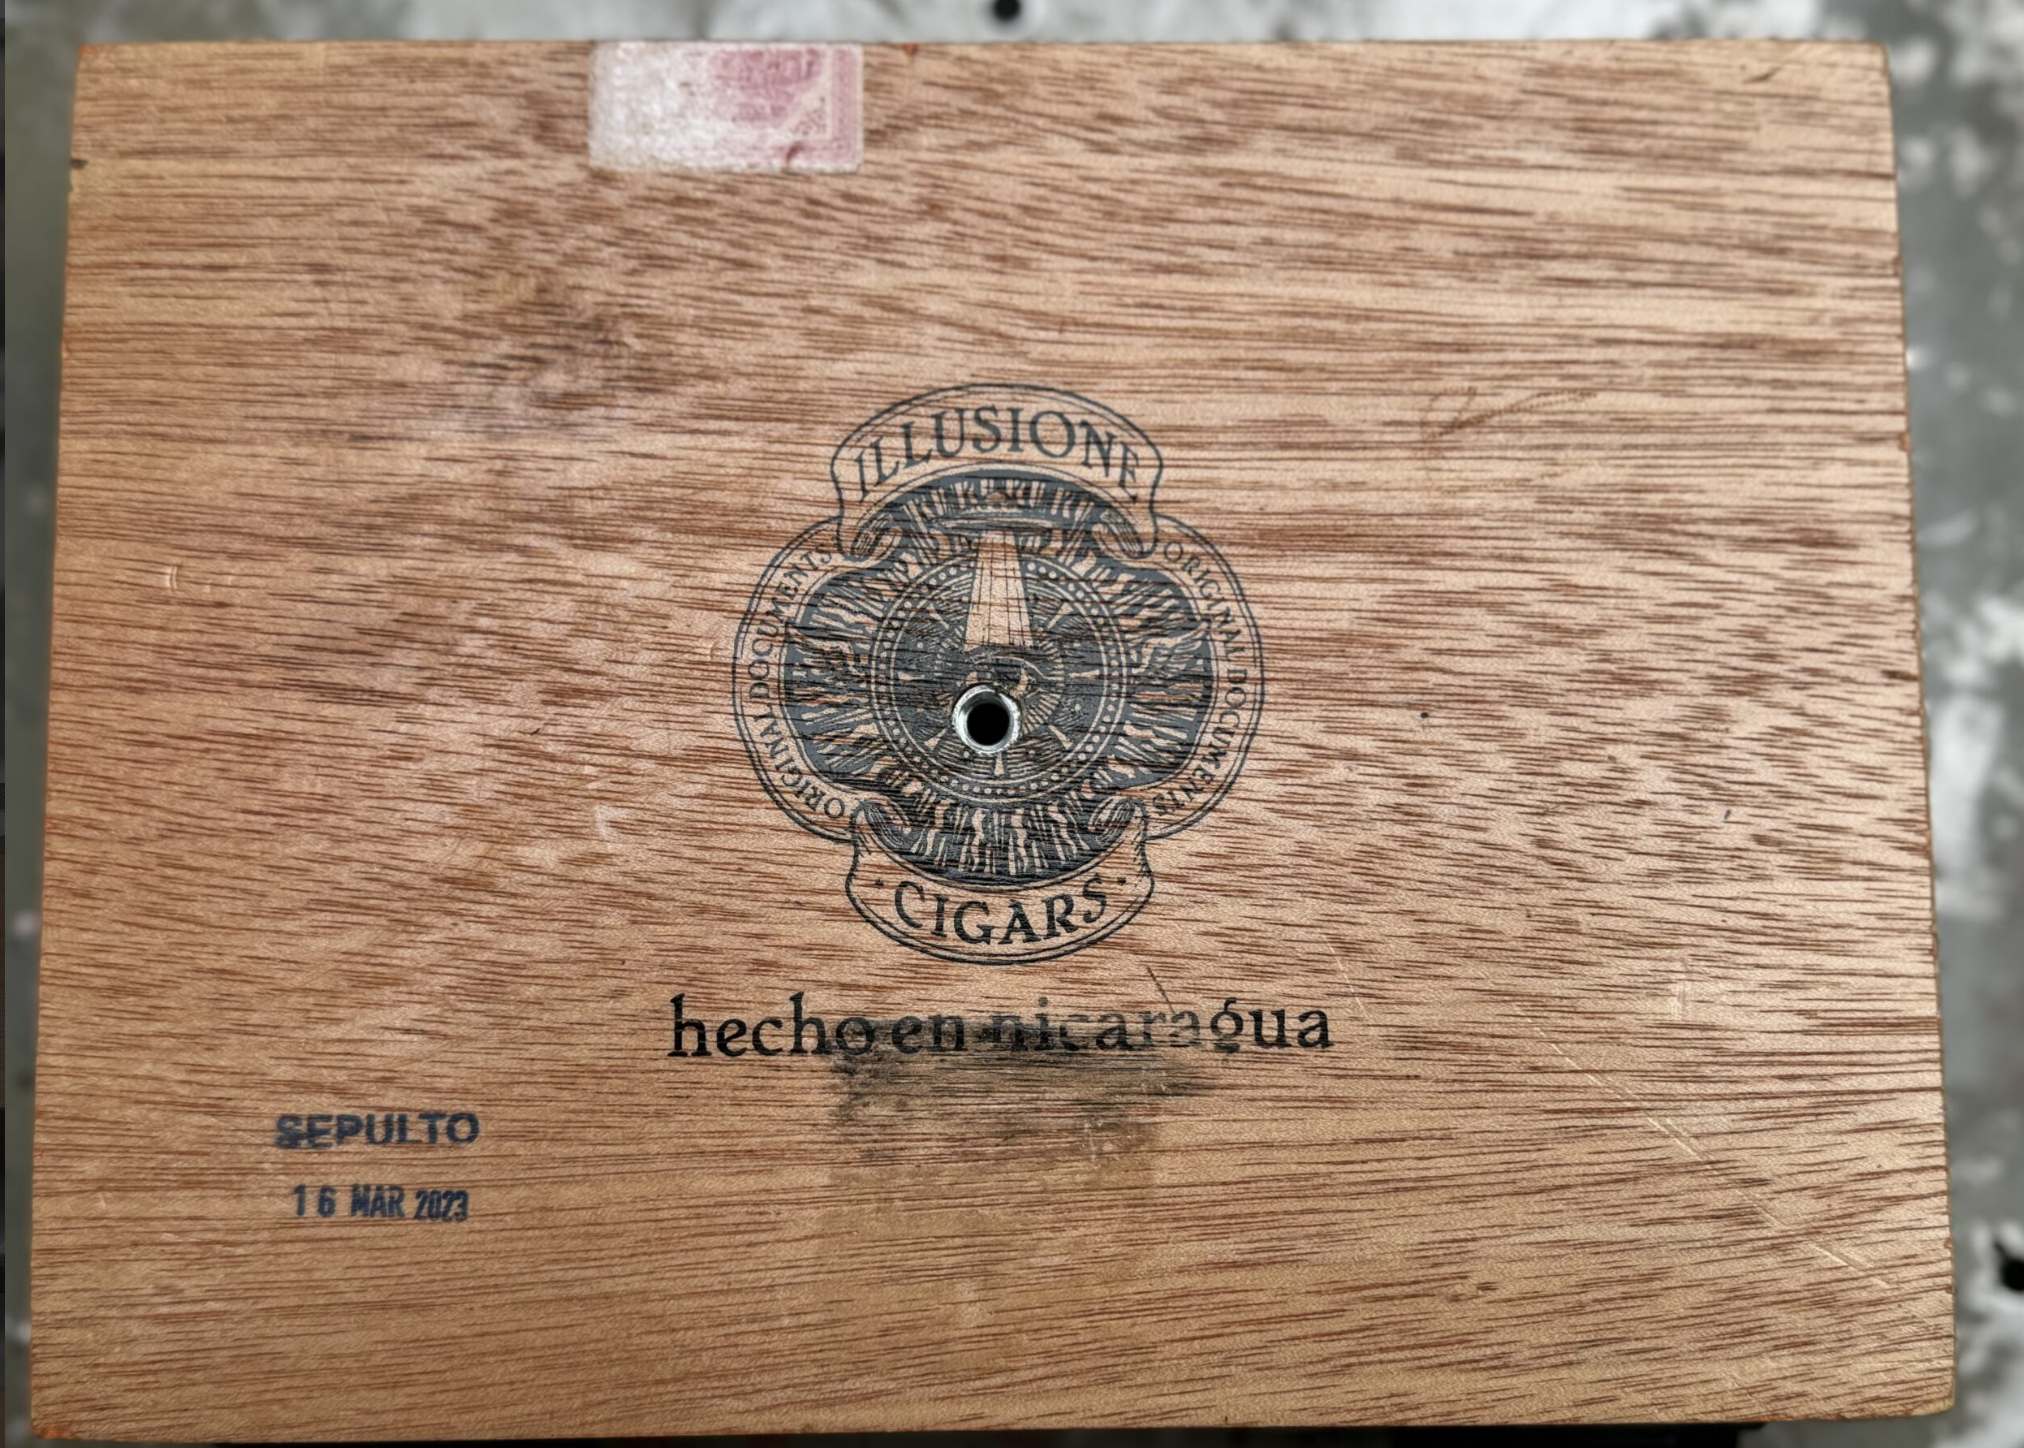 ILLUSIONE
ORIGINAL DOCUMENTS
ORIGINAL DOCUMENTS
· CIGARS ·
hecho en nicaragua
SEPULTO
16 MAR 2023